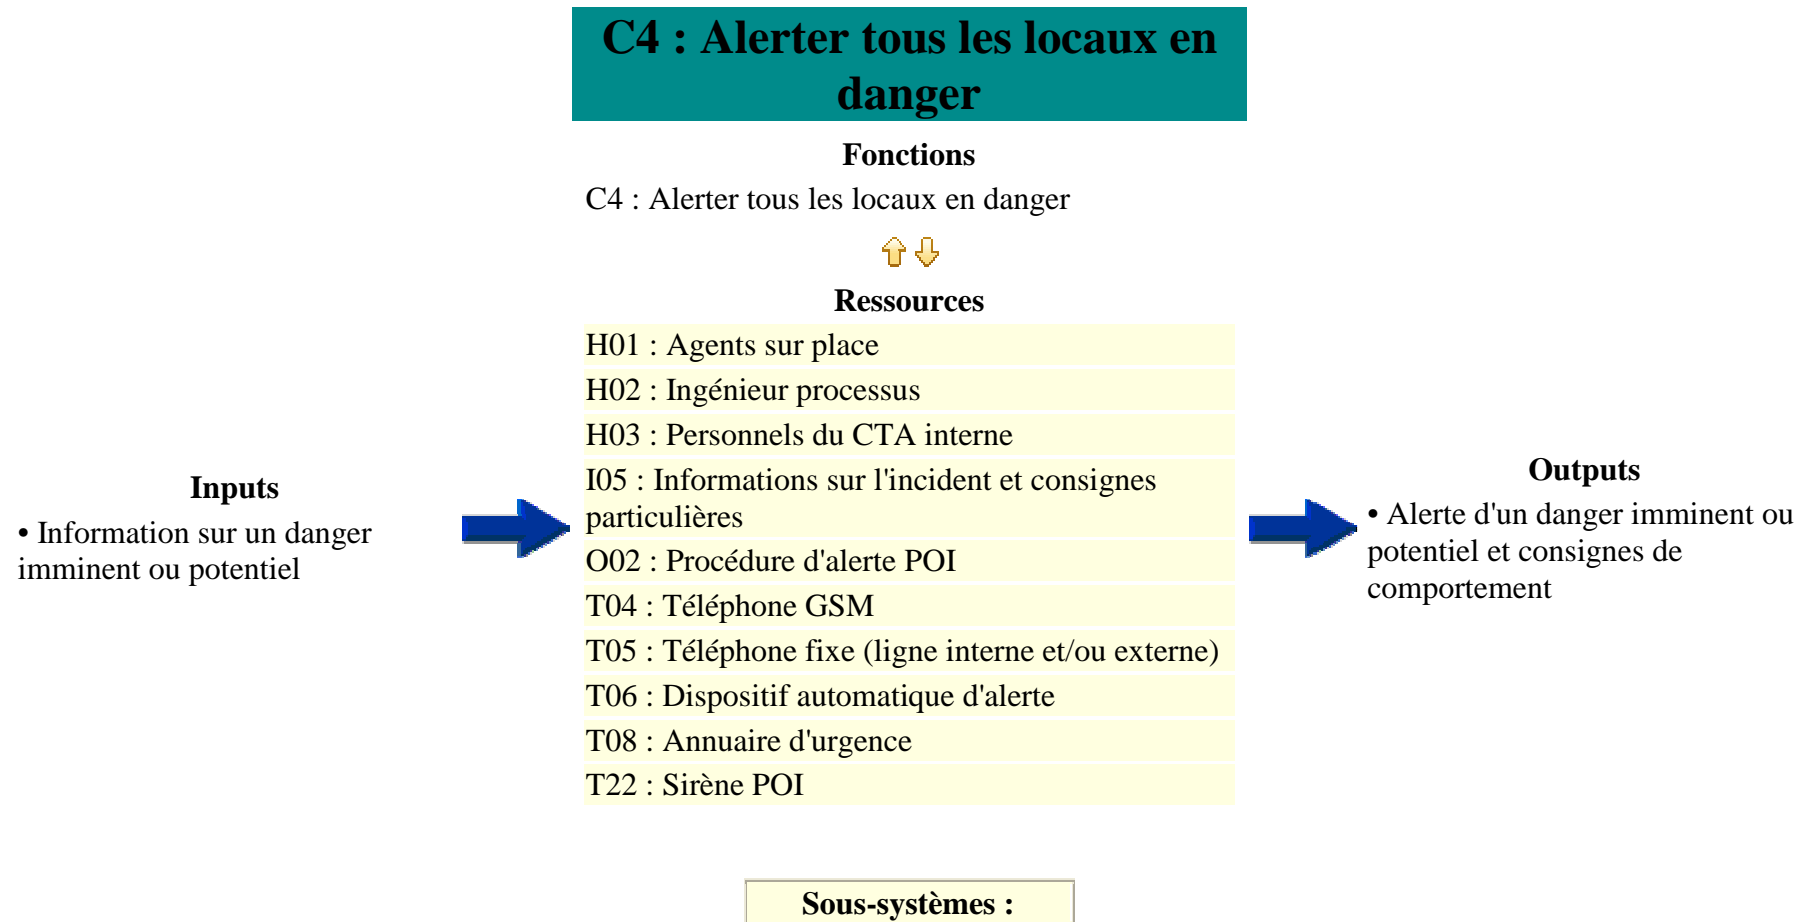 C4 : Alerter tous les locaux en
danger
Fonctions
C4 : Alerter tous les locaux en danger
Ressources
H01 : Agents sur place
H02 : Ingénieur processus
H03 : Personnels du CTA interne
I05 : Informations sur l'incident et consignes
particulières
O02 : Procédure d'alerte POI
T04 : Téléphone GSM
T05 : Téléphone fixe (ligne interne et/ou externe)
T06 : Dispositif automatique d'alerte
T08 : Annuaire d'urgence
T22 : Sirène POI
Inputs
• Information sur un danger
imminent ou potentiel
Outputs
• Alerte d'un danger imminent ou
potentiel et consignes de
comportement
Sous-systèmes :